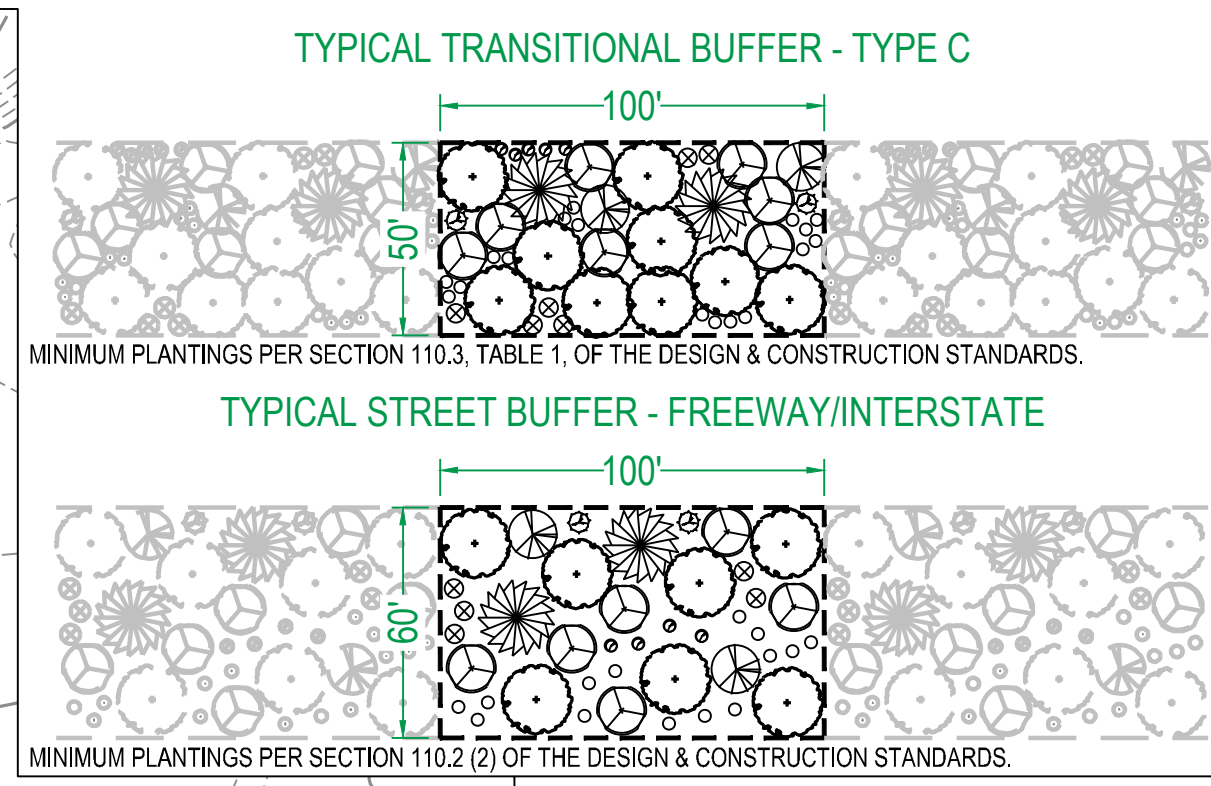 TYPICAL TRANSITIONAL BUFFER - TYPE C
100'
50'
MINIMUM PLANTINGS PER SECTION 110.3, TABLE 1, OF THE DESIGN & CONSTRUCTION STANDARDS.
TYPICAL STREET BUFFER - FREEWAY/INTERSTATE
100'
60'
MINIMUM PLANTINGS PER SECTION 110.2 (2) OF THE DESIGN & CONSTRUCTION STANDARDS.